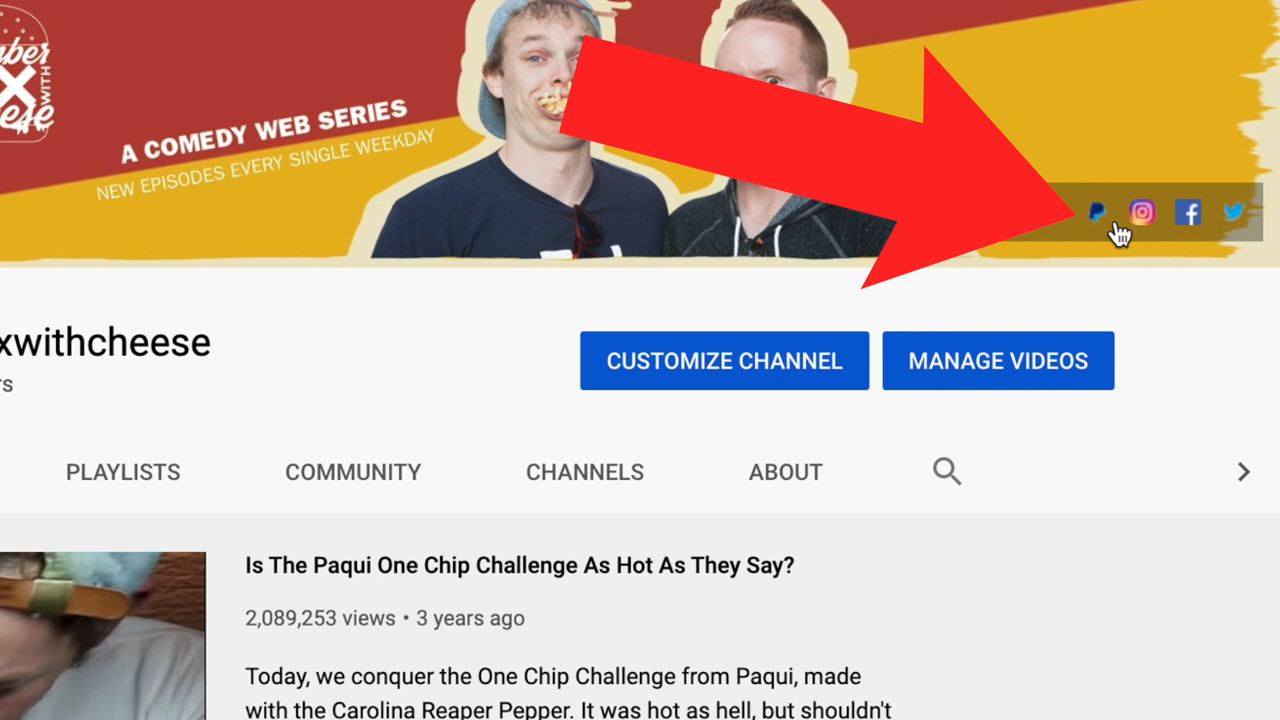 WITH
A COMEDY WEB SERIES
NEW EPISODES EVERY SINGLE WEEKDAY
xwithcheese
CUSTOMIZE CHANNEL
MANAGE VIDEOS
PLAYLISTS
COMMUNITY
CHANNELS
ABOUT
Is The Paqui One Chip Challenge As Hot As They Say?
2,089,253 views • 3 years ago
Today, we conquer the One Chip Challenge from Paqui, made
with the Carolina Reaper Pepper. It was hot as hell, but shouldn't